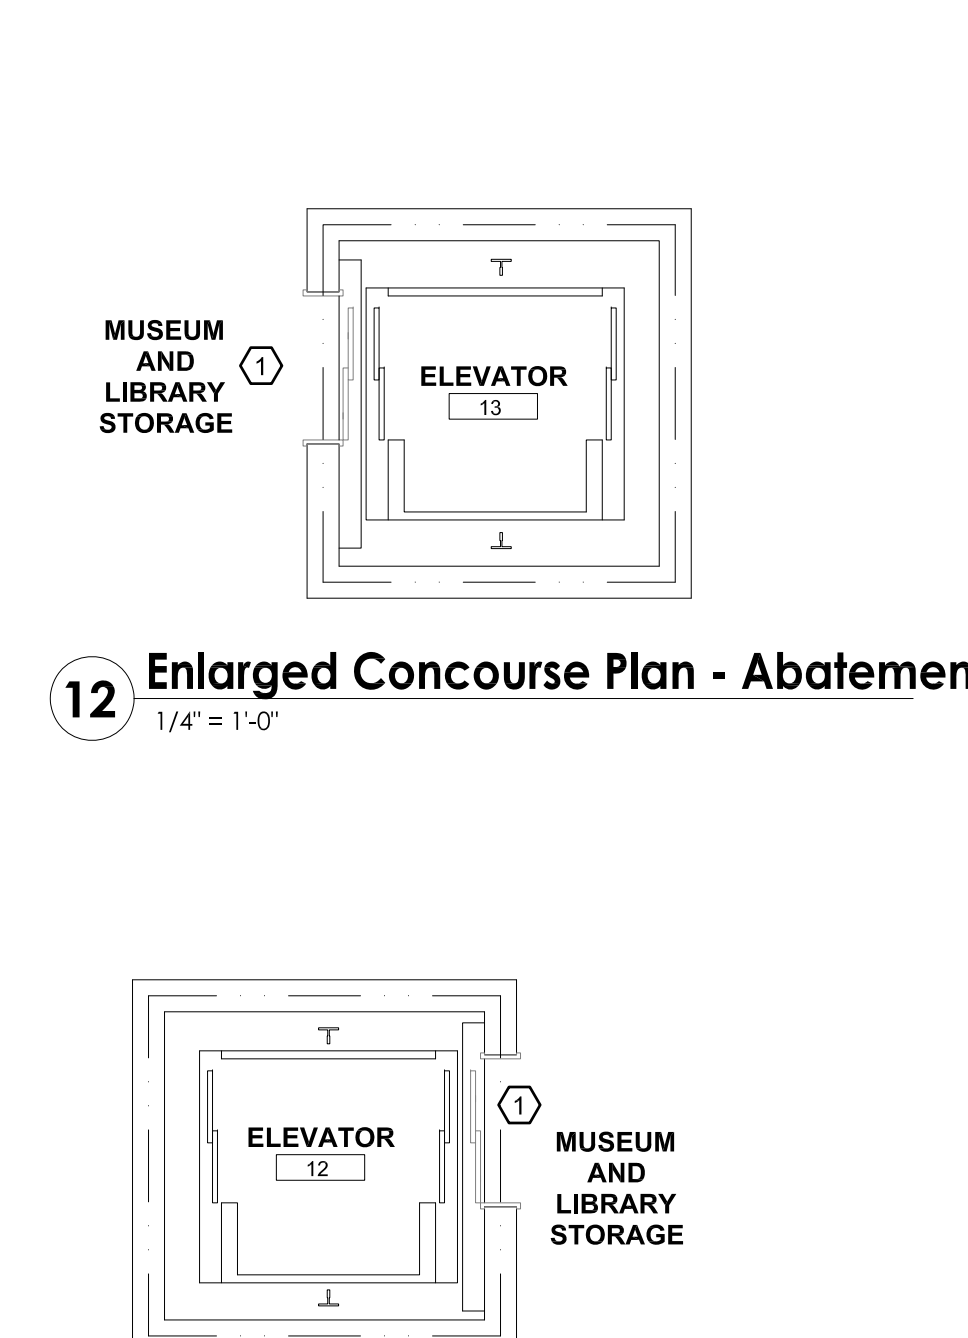 MUSEUM
AND
LIBRARY
STORAGE
1
ELEVATOR
13
12
Enlarged Concourse Plan - Abatemen
1/4" = 1'-0"
ELEVATOR
12
1
MUSEUM
AND
LIBRARY
STORAGE